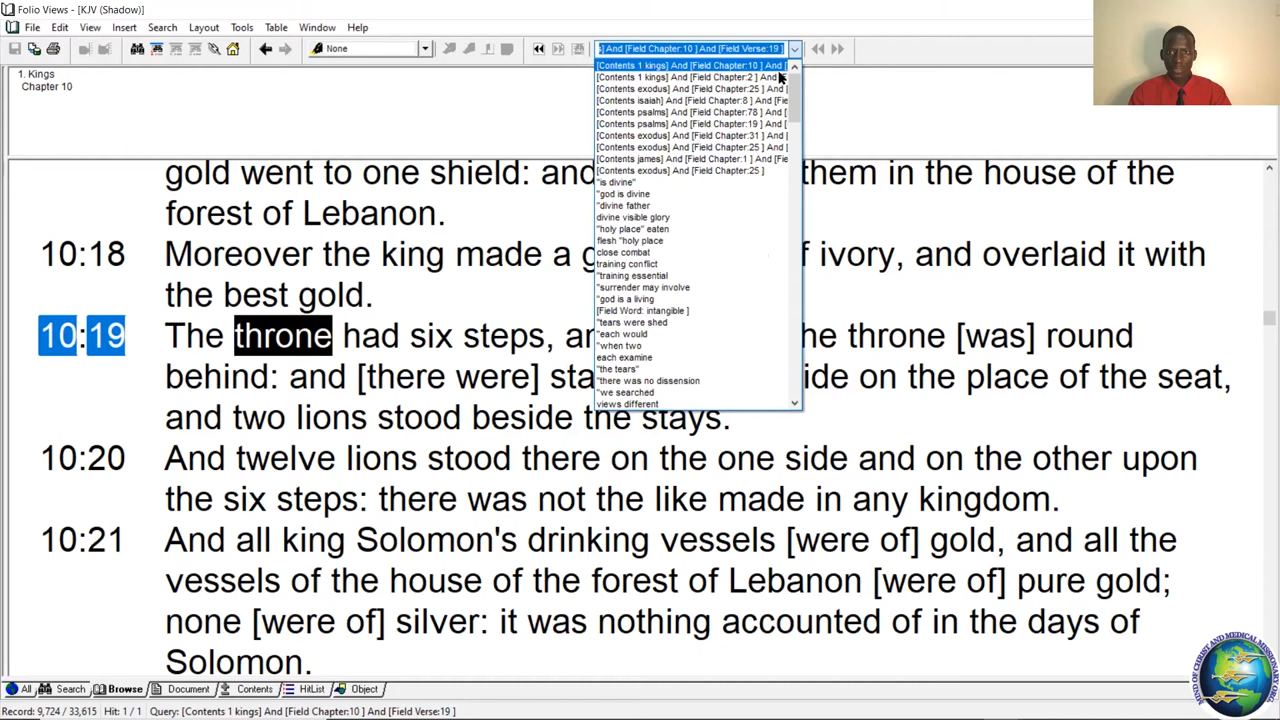 Folio Views - [KJV (Shadow)]
File Edit View Insert Search Layout Tools Table Window Help
None
s] And [Field Chapter:10 ] And [Field Verse:19 ]
1. Kings
Chapter 10
[Contents 1 kings] And [Field Chapter:10 ] And [
[Contents 1 kings] And [Field Chapter:2 ] And
[Contents exodus] And [Field Chapter:25 ] And [
[Contents isaiah] And [Field Chapter:8 ] And [Fie
[Contents psalms] And [Field Chapter:78 ] And [
[Contents psalms] And [Field Chapter:19 ] And [
[Contents exodus] And [Field Chapter:31 ] And [
[Contents exodus] And [Field Chapter:25 ] And [
[Contents james] And [Field Chapter:1 ] And [Fie
[Contents exodus] And [Field Chapter:25 ]
"is divine"
"god is divine
"divine father
divine visible glory
"holy place" eaten
flesh "holy place
close combat
training conflict
"training essential
"surrender may involve
"god is a living
[Field Word: intangible ]
"tears were shed
"each would
"when two
each examine
"the tears"
"there was no dissension
"we searched
views different
gold went to one shield: and them in the house of the
forest of Lebanon.
10:18 Moreover the king made a g f ivory, and overlaid it with
the best gold.
10:19 The throne had six steps, an he throne [was] round
behind: and [there were] sta ide on the place of the seat,
and two lions stood beside the stays.
10:20 And twelve lions stood there on the one side and on the other upon
the six steps: there was not the like made in any kingdom.
10:21 And all king Solomon's drinking vessels [were of] gold, and all the
vessels of the house of the forest of Lebanon [were of] pure gold;
none [were of] silver: it was nothing accounted of in the days of
Solomon.
All Search Browse Document Contents HitList Object
Record: 9,724 / 33,615 Hit: 1 / 1 Query: [Contents 1 kings] And [Field Chapter:10 ] And [Field Verse:19 ]
MIND OF CHRIST AND MEDICAL MISSIONARY.ORG